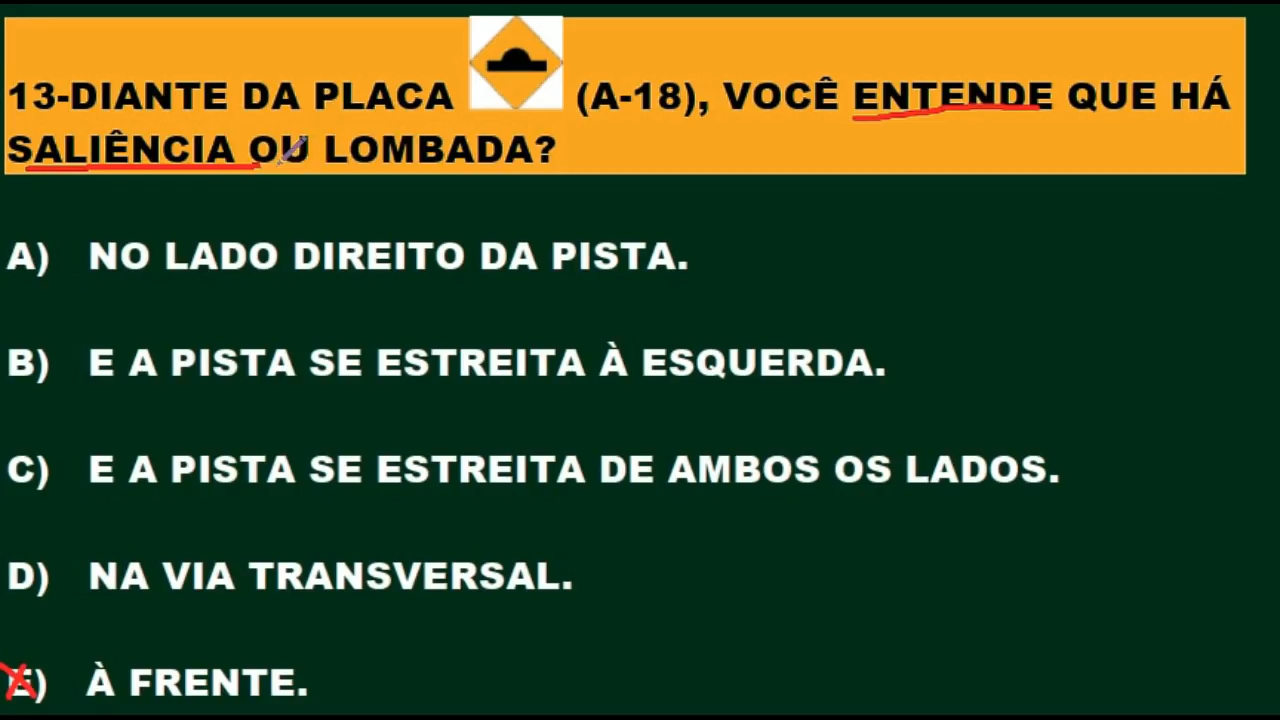 13-DIANTE DA PLACA (A-18), VOCÊ ENTENDE QUE HÁ
SALIÊNCIA OU LOMBADA?
A) NO LADO DIREITO DA PISTA.
B) E A PISTA SE ESTREITA À ESQUERDA.
C) E A PISTA SE ESTREITA DE AMBOS OS LADOS.
D) NA VIA TRANSVERSAL.
E) À FRENTE.